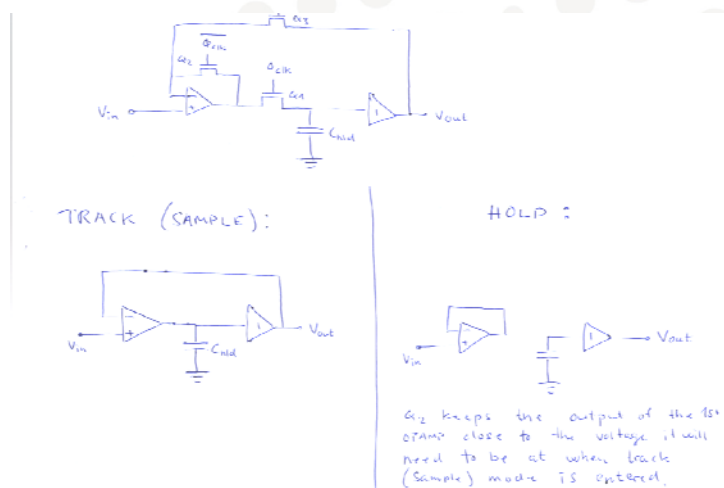 Q3
Φclk
Q2
Φclk
Q1
Vin
-
+
1
Vout
Chld
TRACK (SAMPLE):
HOLD :
-
+
1
Vin
Vout
Chld
-
+
1
Vin
Vout
Q2 keeps the output of the 1st
OPAMP close to the voltage it will
need to be at when track
(Sample) mode is entered.